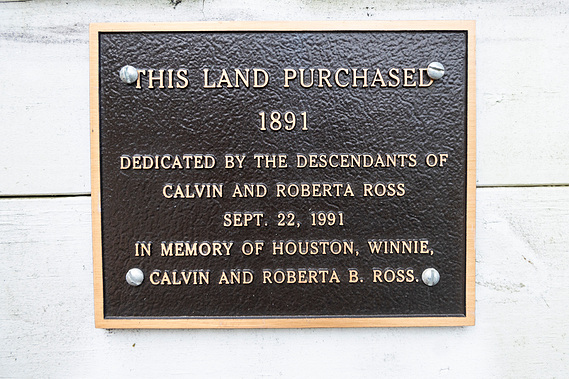 THIS LAND PURCHASED
1891
DEDICATED BY THE DESCENDANTS OF
CALVIN AND ROBERTA ROSS
SEPT. 22, 1991
IN MEMORY OF HOUSTON, WINNIE,
CALVIN AND ROBERTA B. ROSS.